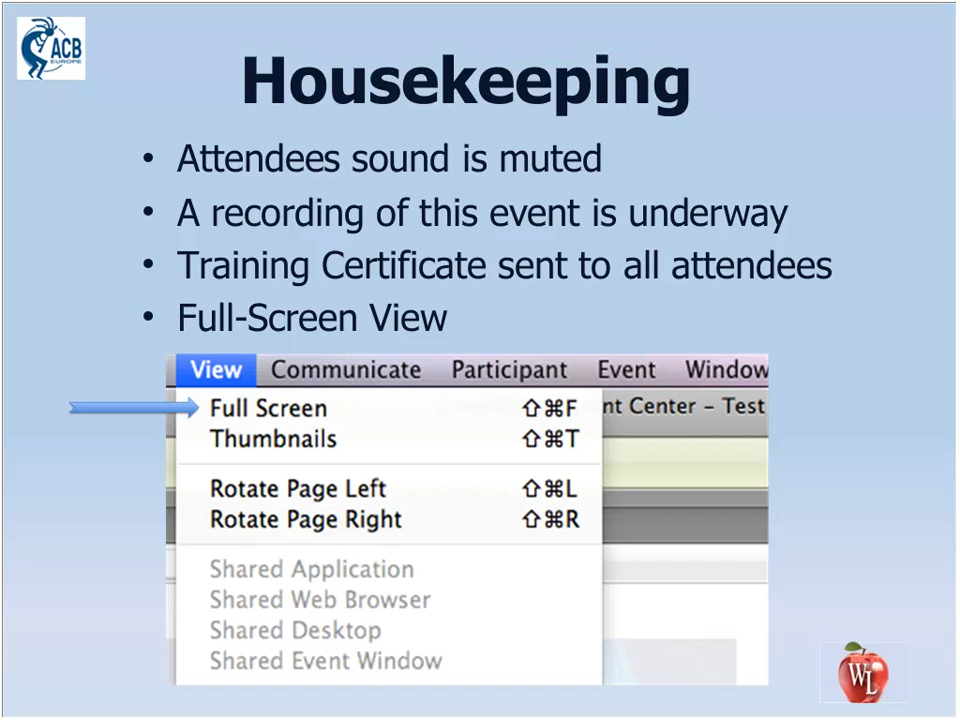 ACB
EUROPE
Housekeeping
• Attendees sound is muted
• A recording of this event is underway
• Training Certificate sent to all attendees
• Full-Screen View
View Communicate Participant Event Window
Full Screen ⇧⌘F
nt Center – Test
Thumbnails ⇧⌘T
Rotate Page Left ⇧⌘L
Rotate Page Right ⇧⌘R
Shared Application
Shared Web Browser
Shared Desktop
Shared Event Window
WL